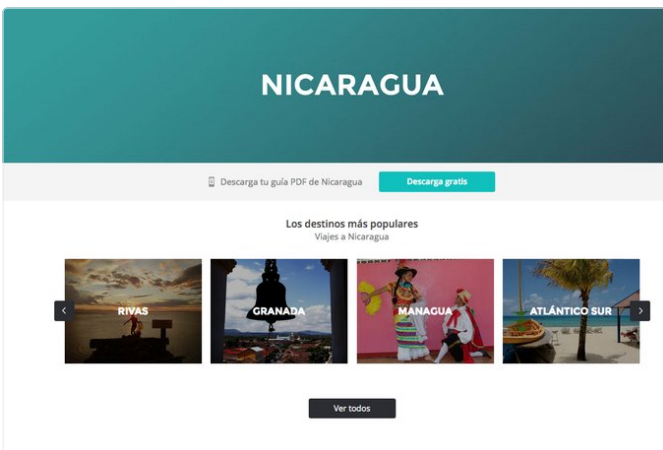 NICARAGUA
Descarga tu guía PDF de Nicaragua
Descarga gratis
Los destinos más populares
Viajes a Nicaragua
RIVAS
GRANADA
MANAGUA
ATLÁNTICO SUR
Ver todos